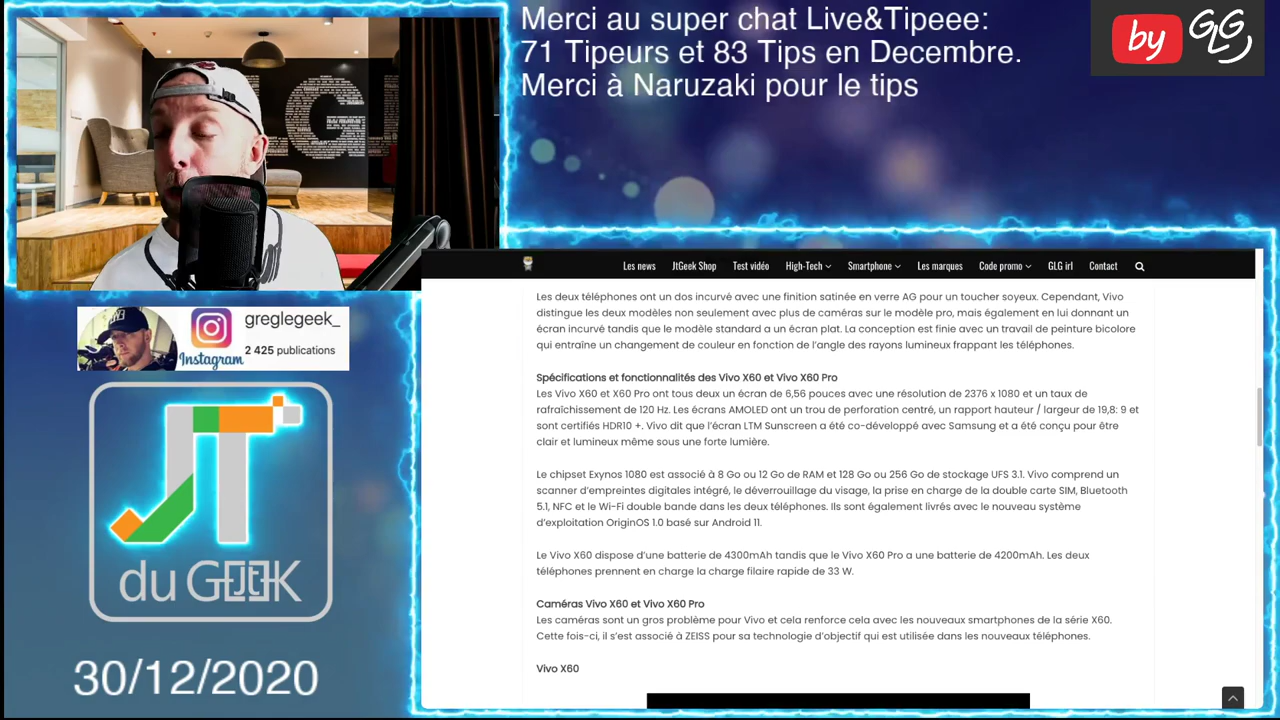 Merci au super chat Live&Tipeee:
71 Tipeurs et 83 Tips en Decembre.
Merci à Naruzaki pour le tips
by GLG
Les news JtGeek Shop Test vidéo High-Tech Smartphone Les marques Code promo GLG irl Contact
Les deux téléphones ont un dos incurvé avec une finition satinée en verre AG pour un toucher soyeux. Cependant, Vivo
distingue les deux modèles non seulement avec plus de caméras sur le modèle pro, mais également en lui donnant un
écran incurvé tandis que le modèle standard a un écran plat. La conception est finie avec un travail de peinture bicolore
qui entraîne un changement de couleur en fonction de l'angle des rayons lumineux frappant les téléphones.
Spécifications et fonctionnalités des Vivo X60 et Vivo X60 Pro
Les Vivo X60 et X60 Pro ont tous deux un écran de 6,56 pouces avec une résolution de 2376 x 1080 et un taux de
rafraîchissement de 120 Hz. Les écrans AMOLED ont un trou de perforation centré, un rapport hauteur / largeur de 19,8: 9 et
sont certifiés HDR10 +. Vivo dit que l'écran LTM Sunscreen a été co-développé avec Samsung et a été conçu pour être
clair et lumineux même sous une forte lumière.
Le chipset Exynos 1080 est associé à 8 Go ou 12 Go de RAM et 128 Go ou 256 Go de stockage UFS 3.1. Vivo comprend un
scanner d'empreintes digitales intégré, le déverrouillage du visage, la prise en charge de la double carte SIM, Bluetooth
5.1, NFC et le Wi-Fi double bande dans les deux téléphones. Ils sont également livrés avec le nouveau système
d'exploitation OriginOS 1.0 basé sur Android 11.
Le Vivo X60 dispose d'une batterie de 4300mAh tandis que le Vivo X60 Pro a une batterie de 4200mAh. Les deux
téléphones prennent en charge la charge filaire rapide de 33 W.
Caméras Vivo X60 et Vivo X60 Pro
Les caméras sont un gros problème pour Vivo et cela renforce cela avec les nouveaux smartphones de la série X60.
Cette fois-ci, il s'est associé à ZEISS pour sa technologie d'objectif qui est utilisée dans les nouveaux téléphones.
Vivo X60
greglegeek_
2 425 publications
Instagram
JT
du GEEK
30/12/2020